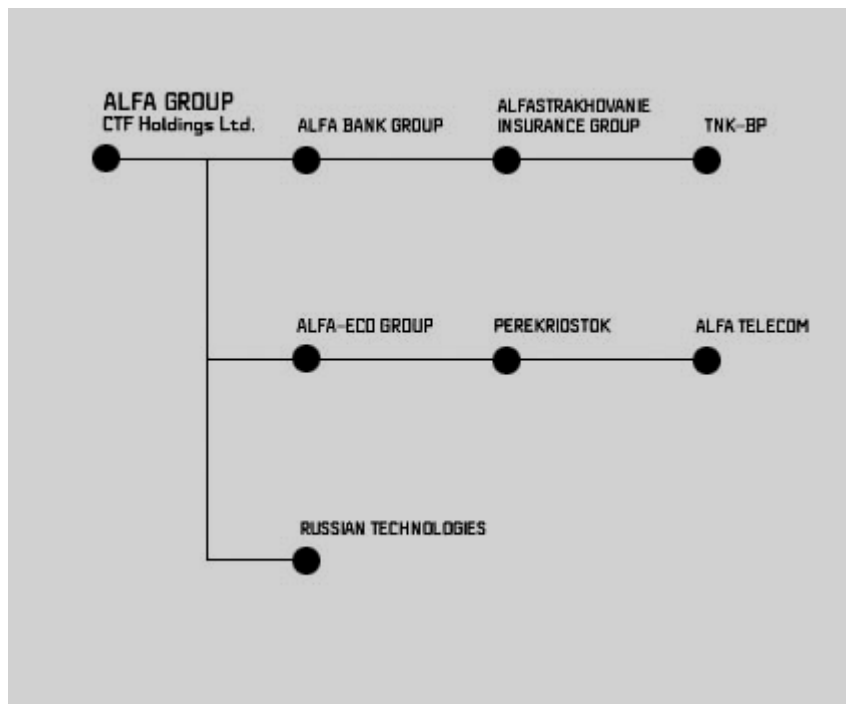 ALFA GROUP
CTF Holdings Ltd.
ALFA BANK GROUP
ALFASTRAKHOVANIE
INSURANCE GROUP
TNK-BP
ALFA-ECO GROUP
PEREKRIOSTOK
ALFA TELECOM
RUSSIAN TECHNOLOGIES